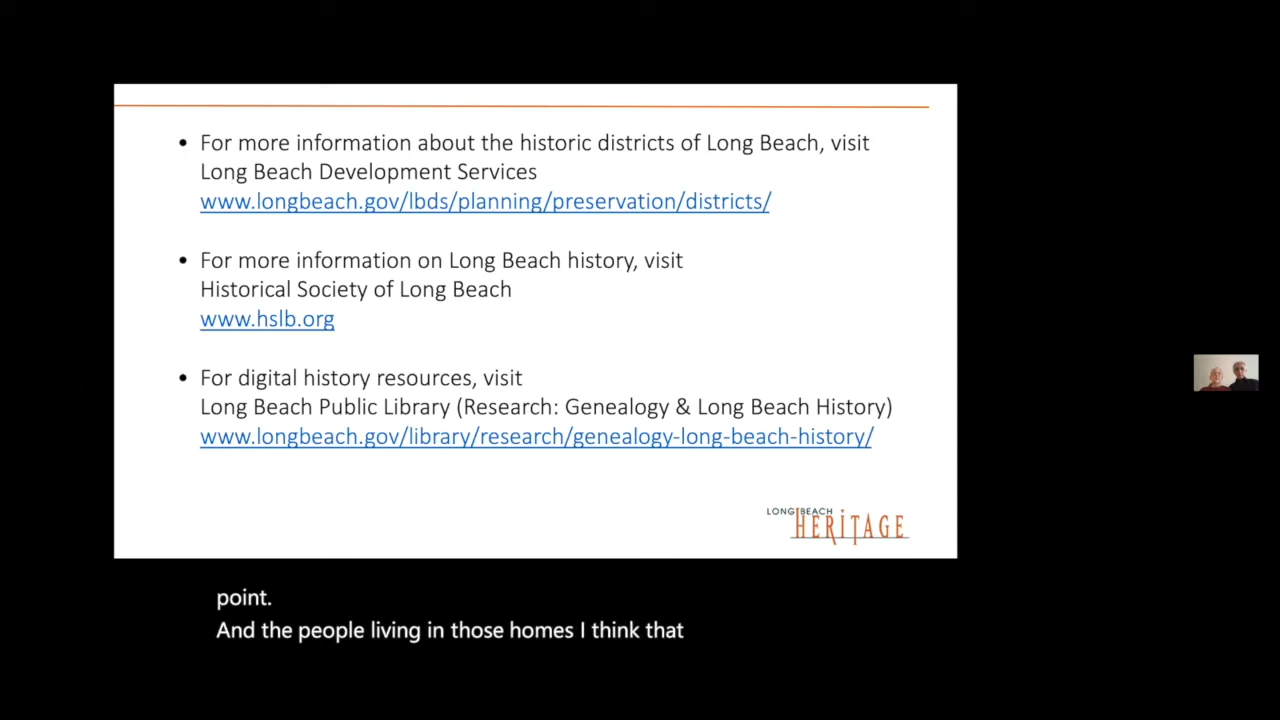 • For more information about the historic districts of Long Beach, visit
Long Beach Development Services
www.longbeach.gov/lbds/planning/preservation/districts/
• For more information on Long Beach history, visit
Historical Society of Long Beach
www.hslb.org
• For digital history resources, visit
Long Beach Public Library (Research: Genealogy & Long Beach History)
www.longbeach.gov/library/research/genealogy-long-beach-history/
LONG BEACH
HERITAGE
point.
And the people living in those homes I think that